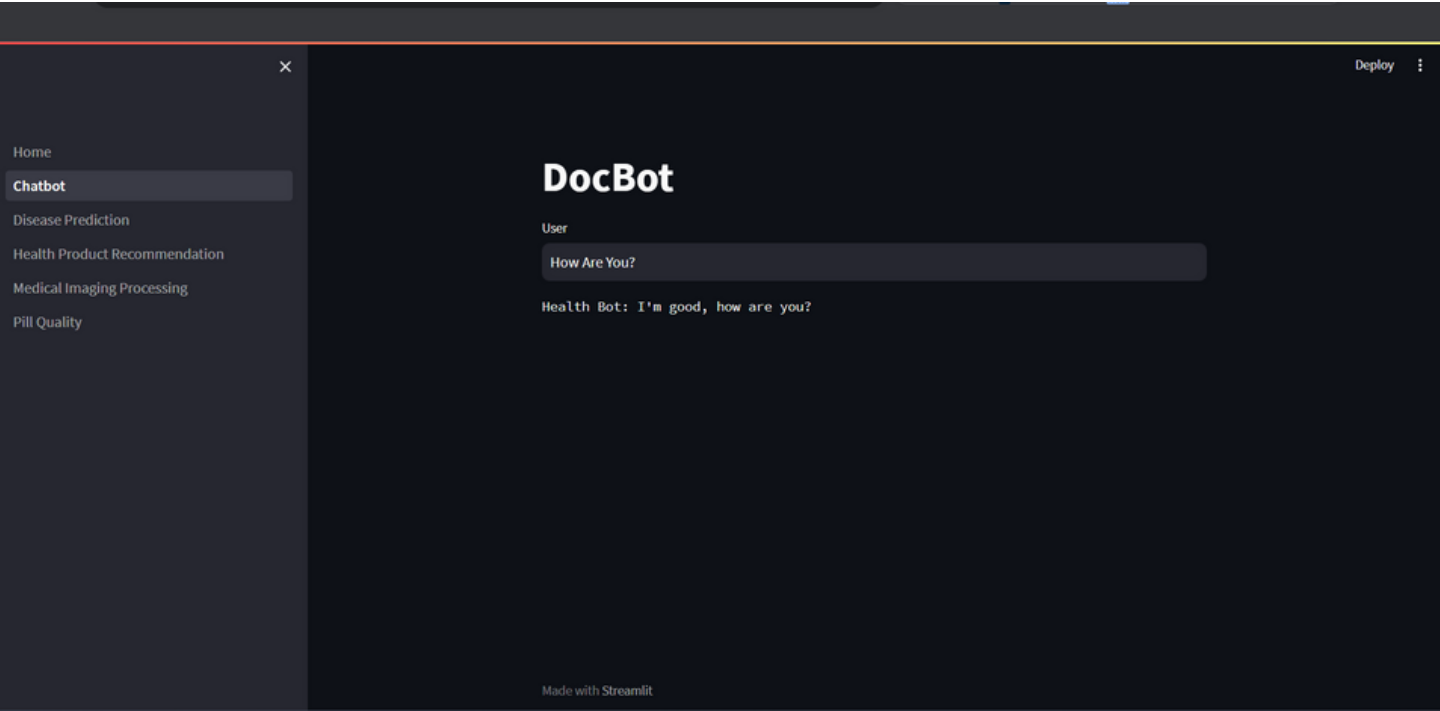 Deploy
Home
Chatbot
Disease Prediction
Health Product Recommendation
Medical Imaging Processing
Pill Quality
DocBot
User
How Are You?
Health Bot: I'm good, how are you?
Made with Streamlit